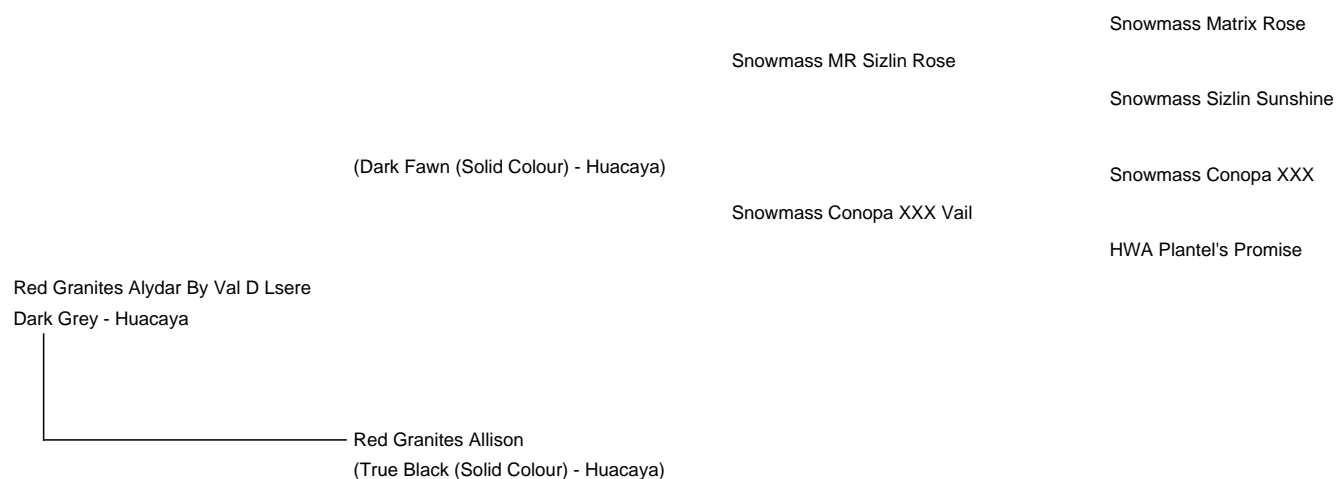 Snowmass Matrix Rose
Snowmass MR Sizlin Rose
Snowmass Sizlin Sunshine
(Dark Fawn (Solid Colour) - Huacaya)
Snowmass Conopa XXX
Snowmass Conopa XXX Vail
HWA Plantel's Promise
Red Granites Alydar By Val D Lsere
Dark Grey - Huacaya
Red Granites Allison
(True Black (Solid Colour) - Huacaya)